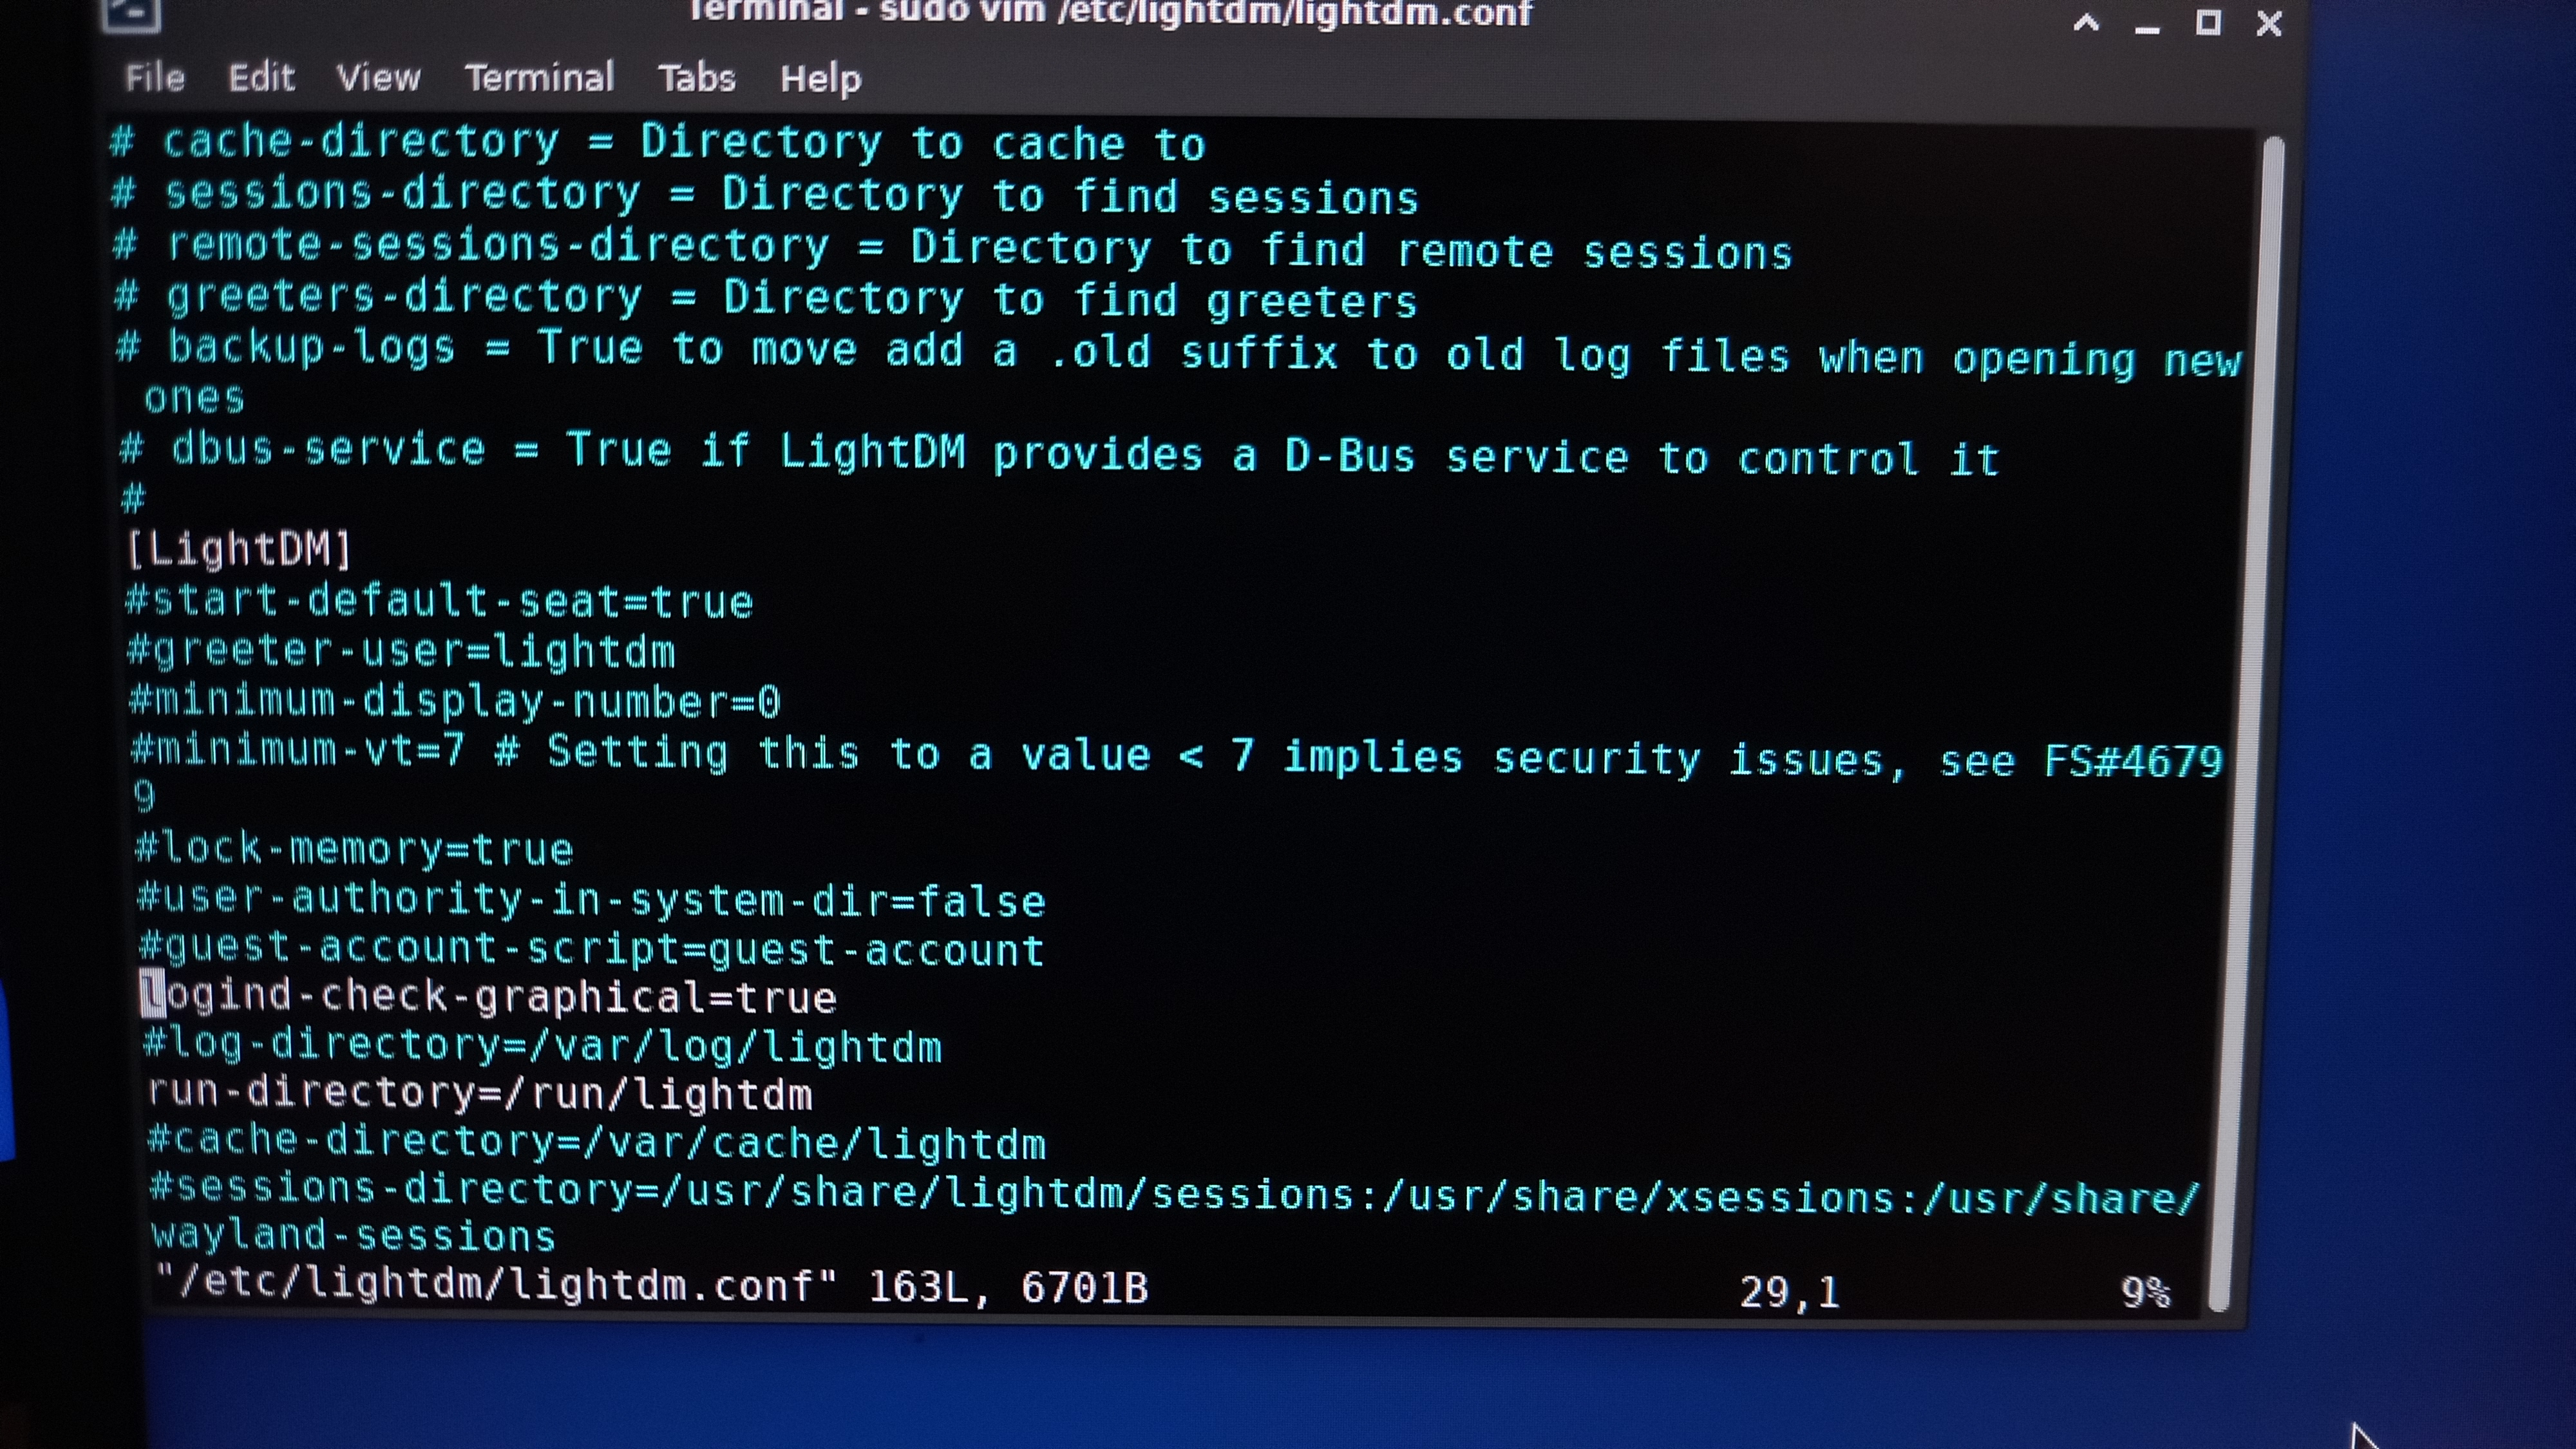 Terminal - sudo vim /etc/lightdm/lightdm.conf
File Edit View Terminal Tabs Help
# cache-directory = Directory to cache to
# sessions-directory = Directory to find sessions
# remote-sessions-directory = Directory to find remote sessions
# greeters-directory = Directory to find greeters
# backup-logs = True to move add a .old suffix to old log files when opening new
ones
# dbus-service = True if LightDM provides a D-Bus service to control it
#
[LightDM]
#start-default-seat=true
#greeter-user=lightdm
#minimum-display-number=0
#minimum-vt=7 # Setting this to a value < 7 implies security issues, see FS#4679
9
#lock-memory=true
#user-authority-in-system-dir=false
#guest-account-script=guest-account
logind-check-graphical=true
#log-directory=/var/log/lightdm
run-directory=/run/lightdm
#cache-directory=/var/cache/lightdm
#sessions-directory=/usr/share/lightdm/sessions:/usr/share/xsessions:/usr/share/
wayland-sessions
"/etc/lightdm/lightdm.conf" 163L, 6701B 29,1 9%